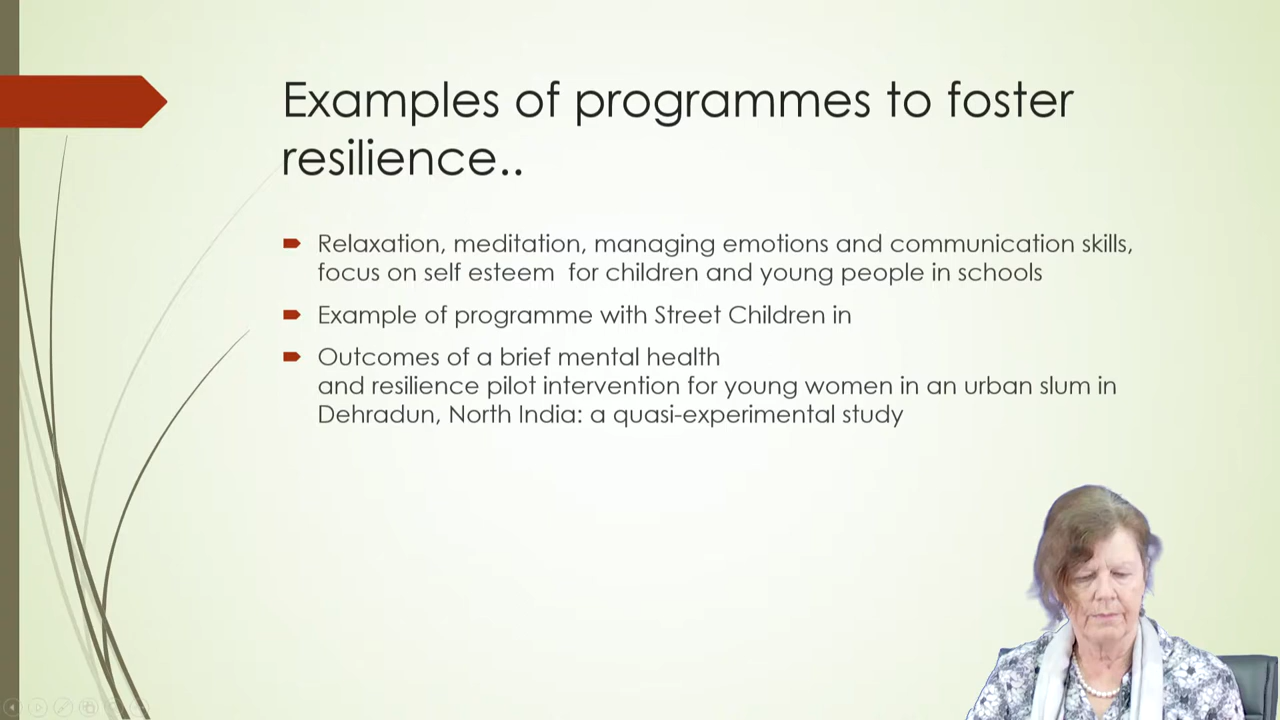 Examples of programmes to foster
resilience..
Relaxation, meditation, managing emotions and communication skills,
focus on self esteem  for children and young people in schools
Example of programme with Street Children in
Outcomes of a brief mental health
and resilience pilot intervention for young women in an urban slum in
Dehradun, North India: a quasi-experimental study